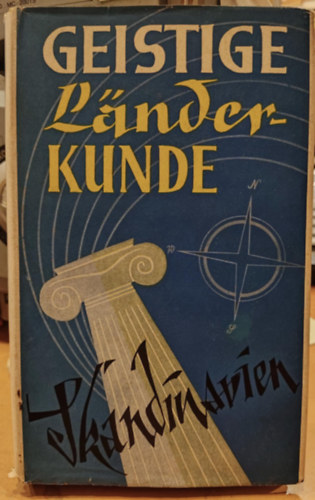 GEISTIGE
Länder-
KUNDE
N
Skandinavien